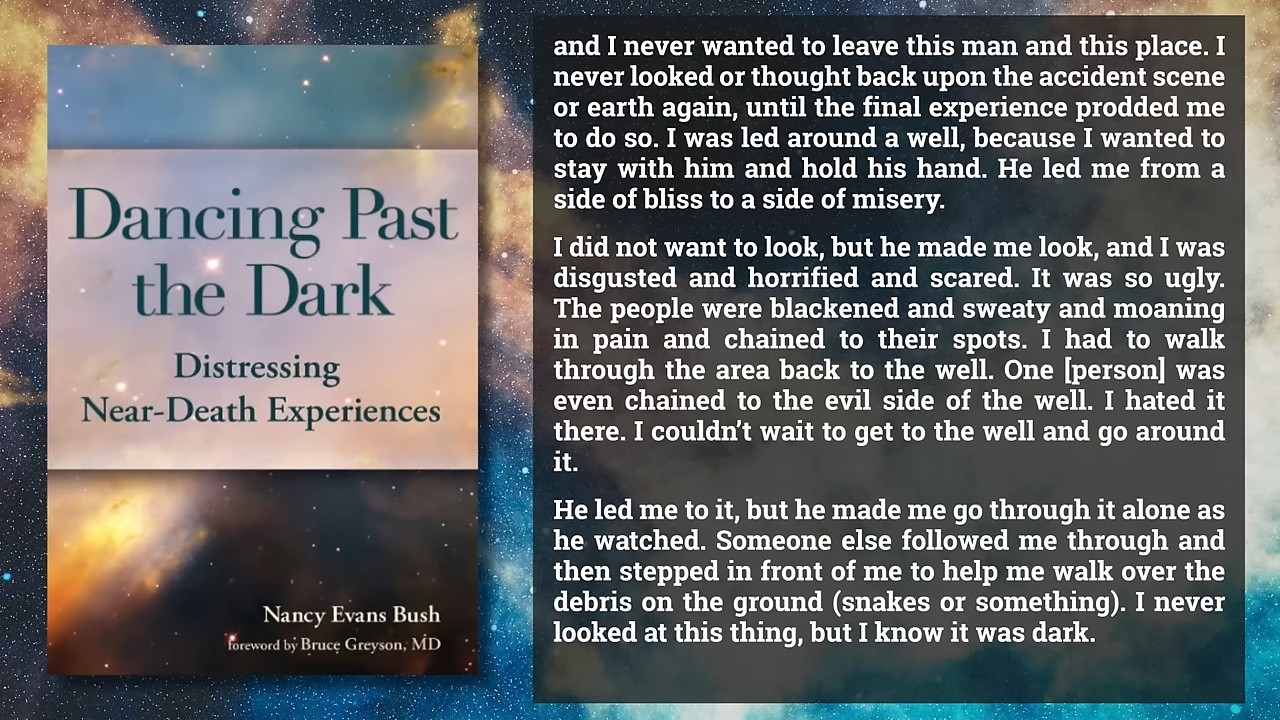 Dancing Past
the Dark
Distressing
Near-Death Experiences
Nancy Evans Bush
foreword by Bruce Greyson, MD
and I never wanted to leave this man and this place. I
never looked or thought back upon the accident scene
or earth again, until the final experience prodded me
to do so. I was led around a well, because I wanted to
stay with him and hold his hand. He led me from a
side of bliss to a side of misery.
I did not want to look, but he made me look, and I was
disgusted and horrified and scared. It was so ugly.
The people were blackened and sweaty and moaning
in pain and chained to their spots. I had to walk
through the area back to the well. One [person] was
even chained to the evil side of the well. I hated it
there. I couldn’t wait to get to the well and go around
it.
He led me to it, but he made me go through it alone as
he watched. Someone else followed me through and
then stepped in front of me to help me walk over the
debris on the ground (snakes or something). I never
looked at this thing, but I know it was dark.